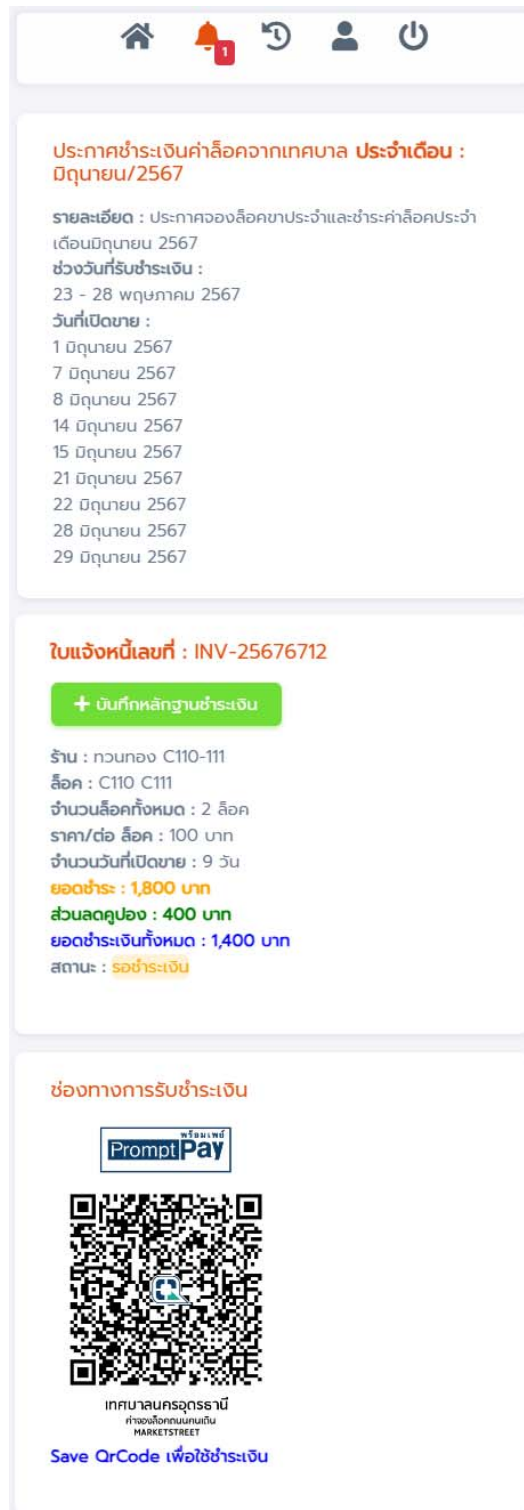 1
ประกาศชำระเงินค่าล็อคจากเทศบาล ประจำเดือน :
มิถุนายน/2567
รายละเอียด : ประกาศจองล็อคขาประจำและชำระค่าล็อคประจำ
เดือนมิถุนายน 2567
ช่วงวันที่รับชำระเงิน :
23 - 28 พฤษภาคม 2567
วันที่เปิดขาย :
1 มิถุนายน 2567
7 มิถุนายน 2567
8 มิถุนายน 2567
14 มิถุนายน 2567
15 มิถุนายน 2567
21 มิถุนายน 2567
22 มิถุนายน 2567
28 มิถุนายน 2567
29 มิถุนายน 2567
ใบแจ้งหนี้เลขที่ : INV-25676712
+ บันทึกหลักฐานชำระเงิน
ร้าน : ทวนทอง C110-111
ล็อค : C110 C111
จำนวนล็อคทั้งหมด : 2 ล็อค
ราคา/ต่อ ล็อค : 100 บาท
จำนวนวันที่เปิดขาย : 9 วัน
ยอดชำระ : 1,800 บาท
ส่วนลดคูปอง : 400 บาท
ยอดชำระเงินทั้งหมด : 1,400 บาท
สถานะ : รอชำระเงิน
ช่องทางการรับชำระเงิน
พร้อมเพย์
PromptPay
เทศบาลนครอุดรธานี
ค่าจองล็อคถนนคนเดิน
MARKETSTREET
Save QrCode เพื่อใช้ชำระเงิน